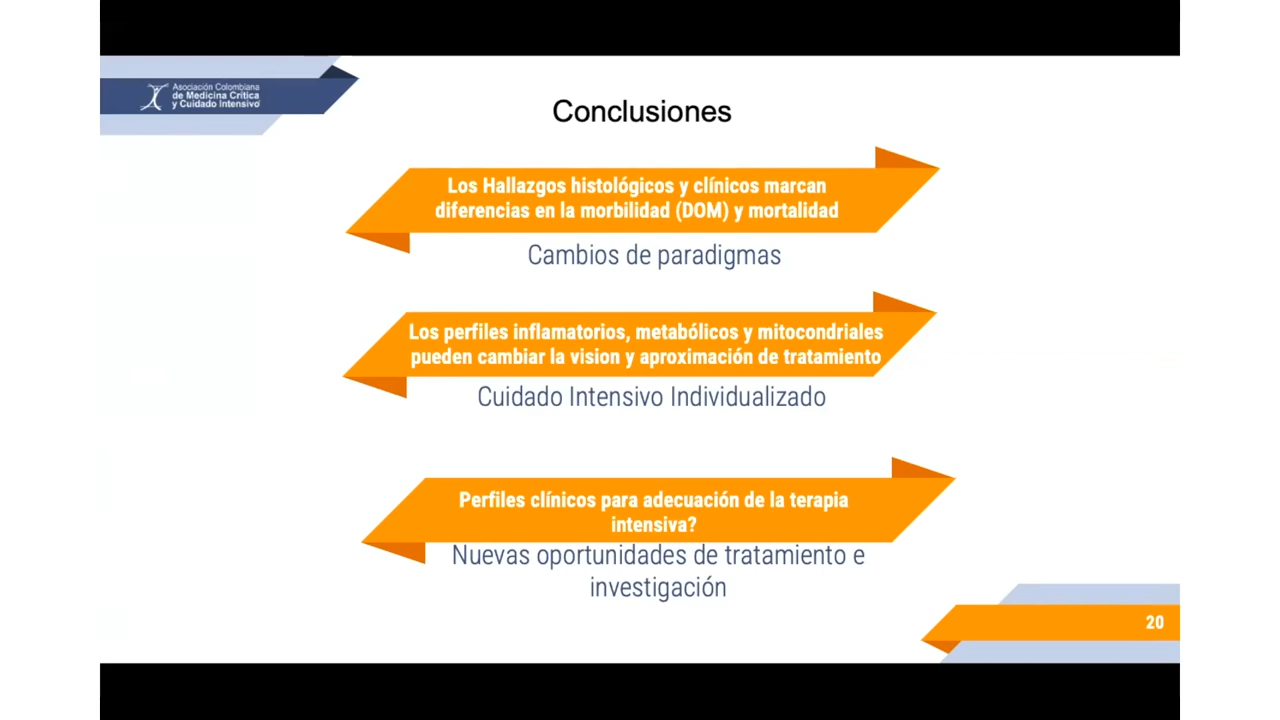 Asociación Colombiana
de Medicina Crítica
y Cuidado Intensivo
Conclusiones
Los Hallazgos histológicos y clínicos marcan
diferencias en la morbilidad (DOM) y mortalidad
Cambios de paradigmas
Los perfiles inflamatorios, metabólicos y mitocondriales
pueden cambiar la vision y aproximación de tratamiento
Cuidado Intensivo Individualizado
Perfiles clínicos para adecuación de la terapia
intensiva?
Nuevas oportunidades de tratamiento e
investigación
20